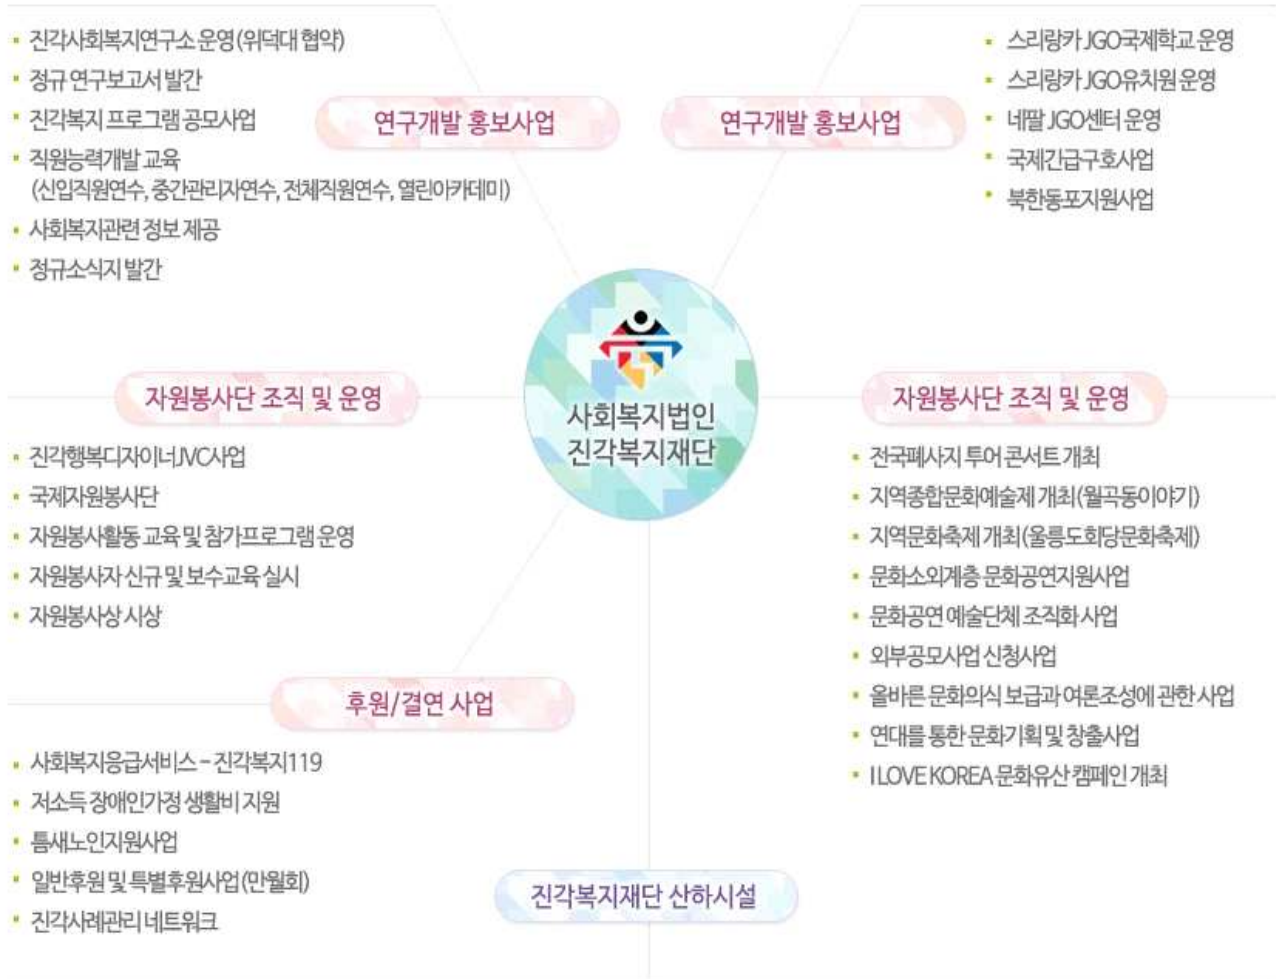 연구개발 홍보사업
진각사회복지연구소 운영(위덕대 협약)
정규 연구보고서 발간
진각복지 프로그램 공모사업
직원능력개발 교육
(신입직원연수, 중간관리자연수, 전체직원연수, 열린아카데미)
사회복지관련 정보 제공
정규소식지 발간
연구개발 홍보사업
스리랑카 JGO국제학교 운영
스리랑카 JGO유치원 운영
네팔 JGO센터 운영
국제긴급구호사업
북한동포지원사업
사회복지법인
진각복지재단
자원봉사단 조직 및 운영
진각행복디자이너JVC사업
국제자원봉사단
자원봉사활동 교육 및 참가프로그램 운영
자원봉사자 신규 및 보수교육 실시
자원봉사상 시상
자원봉사단 조직 및 운영
전국폐사지 투어 콘서트 개최
지역종합문화예술제 개최(월곡동이야기)
지역문화축제 개최(울릉도회당문화축제)
문화소외계층 문화공연지원사업
문화공연 예술단체 조직화 사업
외부공모사업 신청사업
올바른 문화의식 보급과 여론조성에 관한 사업
연대를 통한 문화기획 및 창출사업
I LOVE KOREA 문화유산 캠페인 개최
후원/결연 사업
사회복지응급서비스 – 진각복지119
저소득 장애인가정 생활비 지원
틈새노인지원사업
일반후원 및 특별후원사업(만월회)
진각사례관리 네트워크
진각복지재단 산하시설